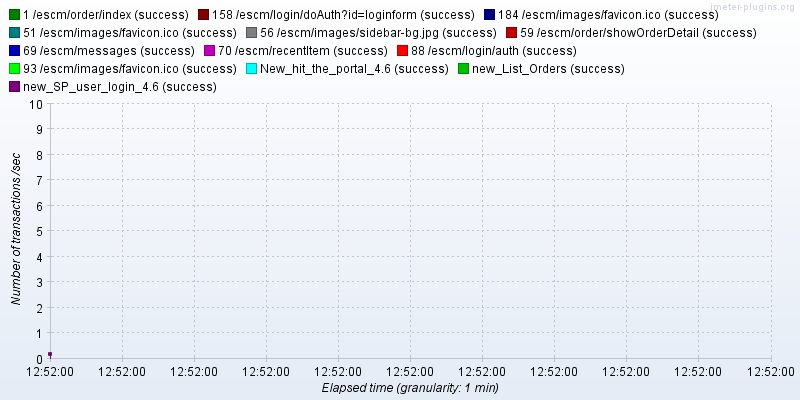 1 /escm/order/index (success) 158 /escm/login/doAuth?id=loginform (success) 184 /escm/images/favicon.ico (success)
jmeter-plugins.org
51 /escm/images/favicon.ico (success) 56 /escm/images/sidebar-bg.jpg (success) 59 /escm/order/showOrderDetail (success)
69 /escm/messages (success) 70 /escm/recentItem (success) 88 /escm/login/auth (success)
93 /escm/images/favicon.ico (success) New_hit_the_portal_4.6 (success) new_List_Orders (success)
new_SP_user_login_4.6 (success)
Number of transactions /sec
10
9
8
7
6
5
4
3
2
1
0
12:52:00 12:52:00 12:52:00 12:52:00 12:52:00 12:52:00 12:52:00 12:52:00 12:52:00 12:52:00 12:52:00
Elapsed time (granularity: 1 min)